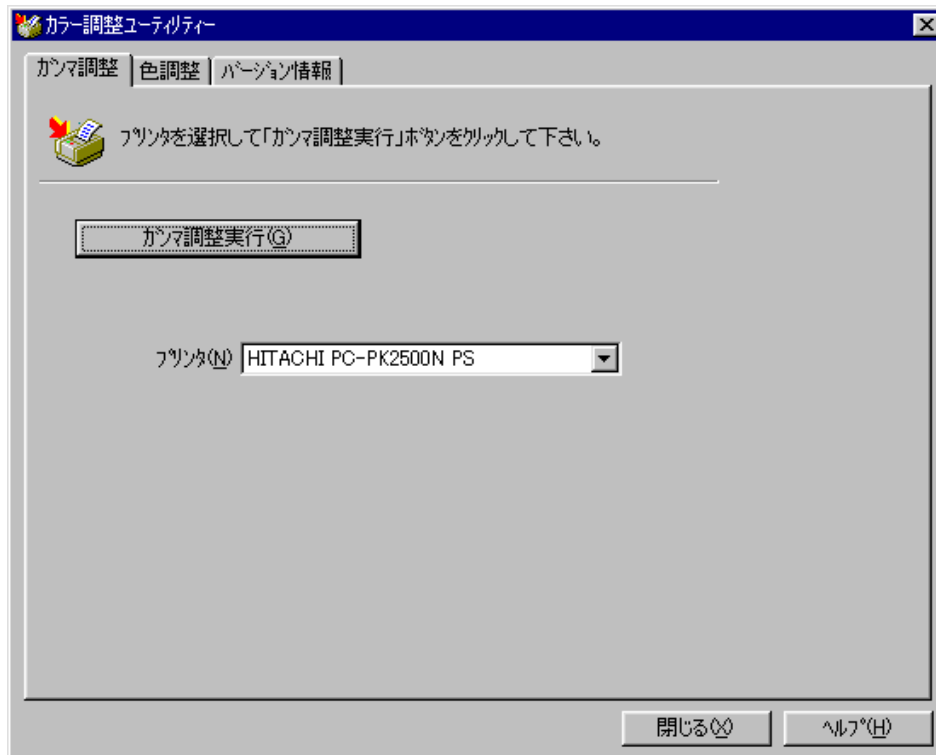 カラー調整ユーティリティー
ガンマ調整 色調整 バージョン情報
プリンタを選択して「ガンマ調整実行」ボタンをクリックして下さい。
ガンマ調整実行(G)
プリンタ(N) HITACHI PC-PK2500N PS
閉じる(X) ヘルプ(H)